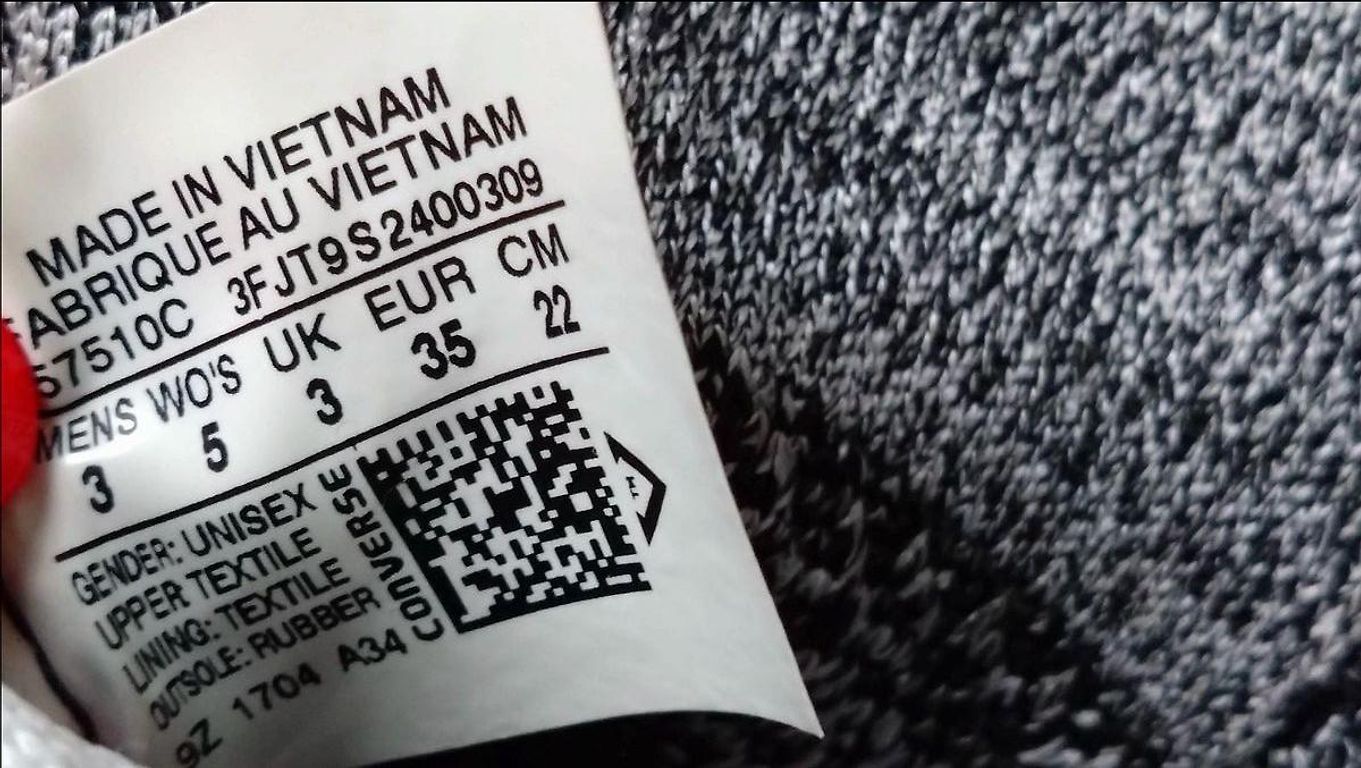 MADE IN VIETNAM
FABRIQUE AU VIETNAM
57510C 3FJT9S2400309
MENS WO'S UK EUR CM
3 5 3 35 22
GENDER: UNISEX
UPPER TEXTILE
LINING: TEXTILE
OUTSOLE: RUBBER
9Z 1704 A34
CONVERSE